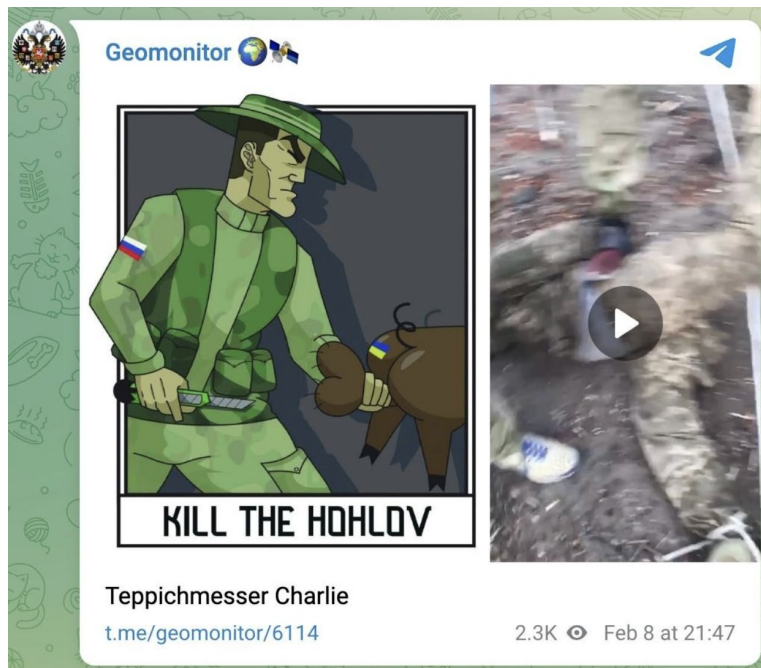 Geomonitor
KILL THE HOHLOV
Teppichmesser Charlie
t.me/geomonitor/6114
2.3K Feb 8 at 21:47